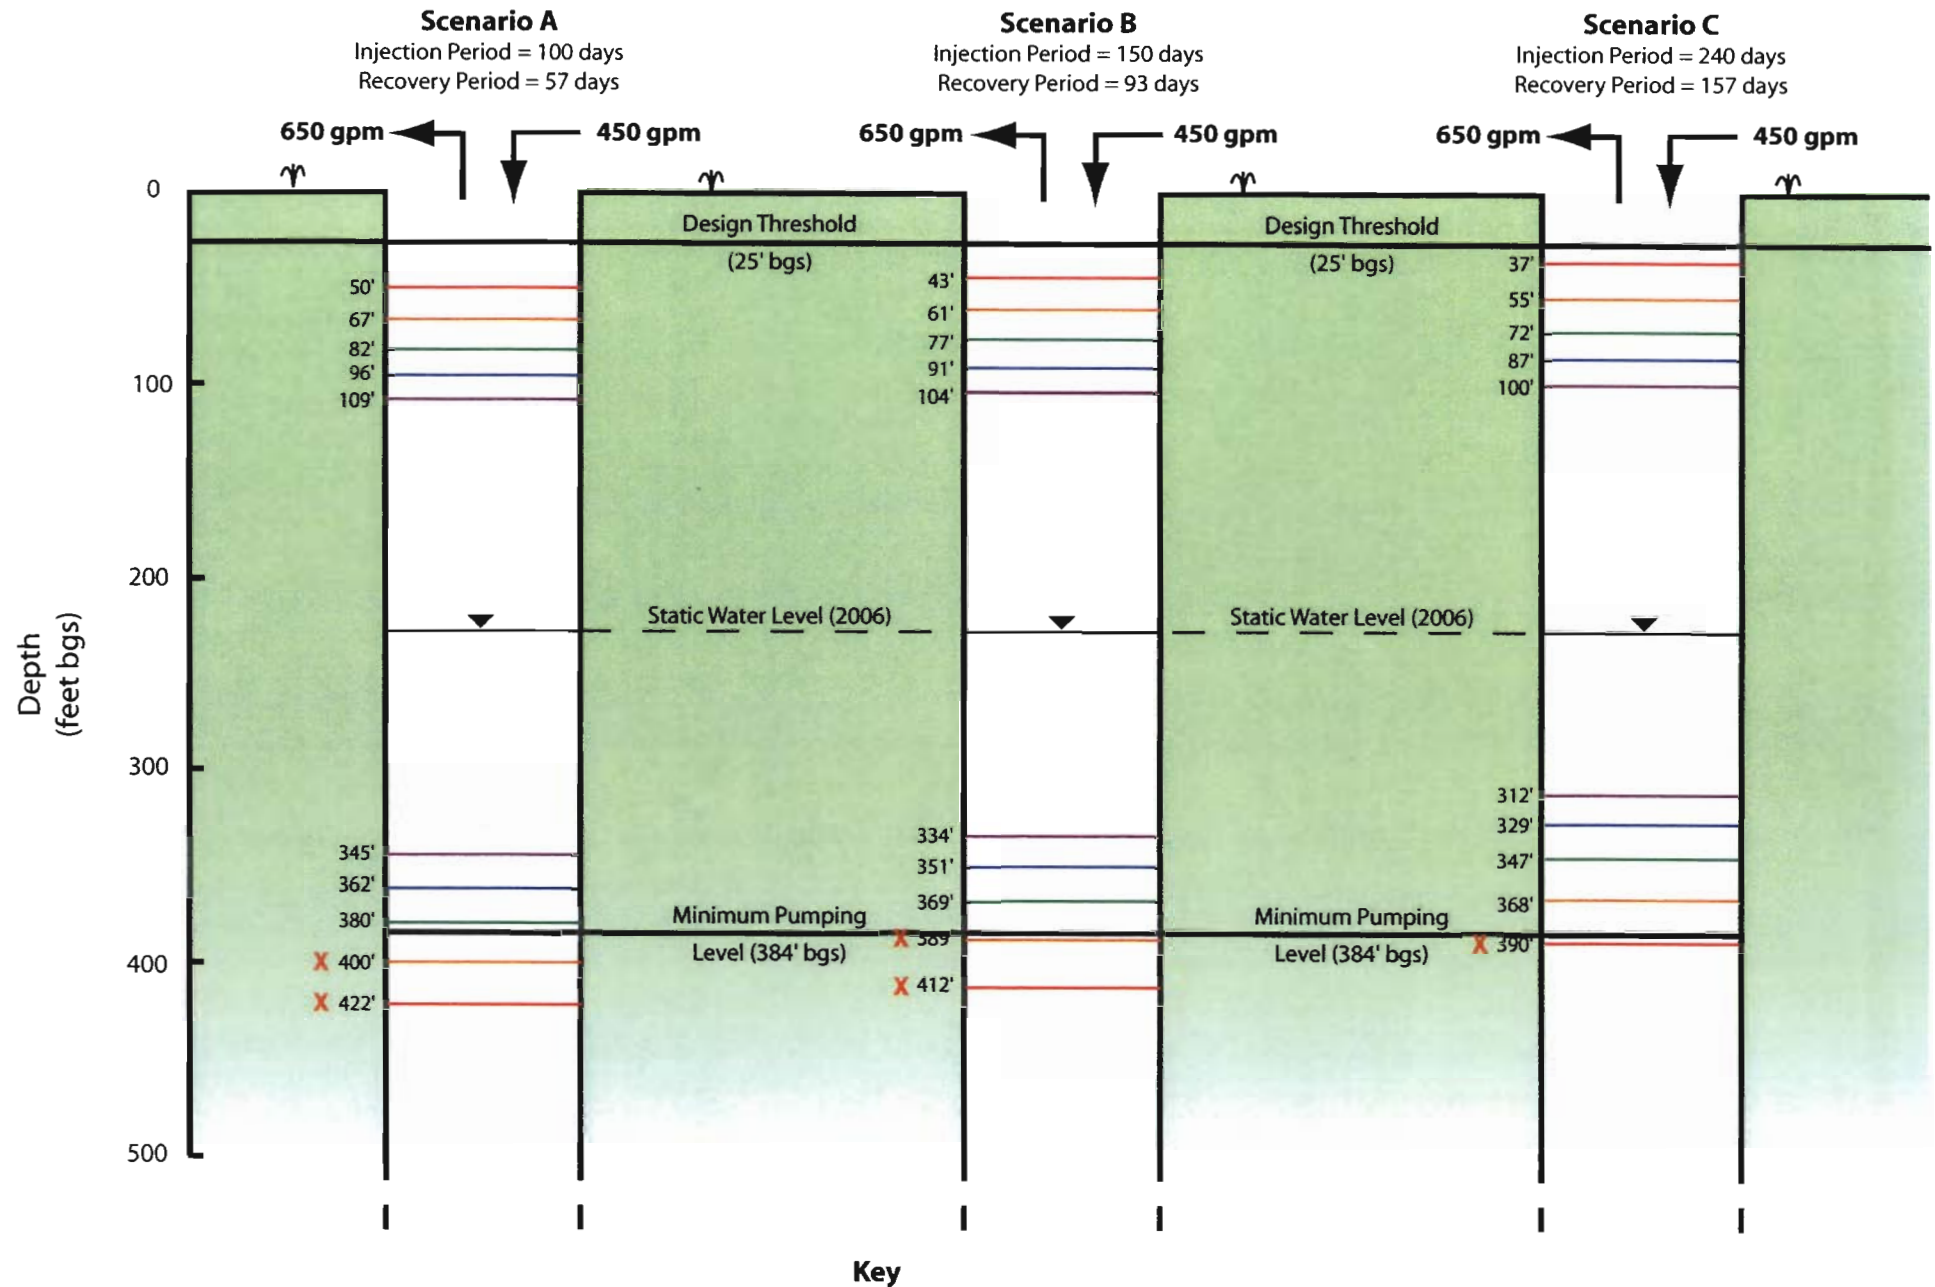 Scenario A
Injection Period = 100 days
Recovery Period = 57 days
650 gpm
450 gpm
Scenario B
Injection Period = 150 days
Recovery Period = 93 days
650 gpm
450 gpm
Scenario C
Injection Period = 240 days
Recovery Period = 157 days
650 gpm
450 gpm
Depth
(feet bgs)
0
100
200
300
400
500
50'
67'
82'
96'
109'
345'
362'
380'
X 400'
X 422'
Design Threshold
(25' bgs)
Static Water Level (2006)
Minimum Pumping
Level (384' bgs)
43'
61'
77'
91'
104'
334'
351'
369'
X 389'
X 412'
Design Threshold
(25' bgs)
Static Water Level (2006)
Minimum Pumping
Level (384' bgs)
37'
55'
72'
87'
100'
312'
329'
347'
368'
X 390'
Key